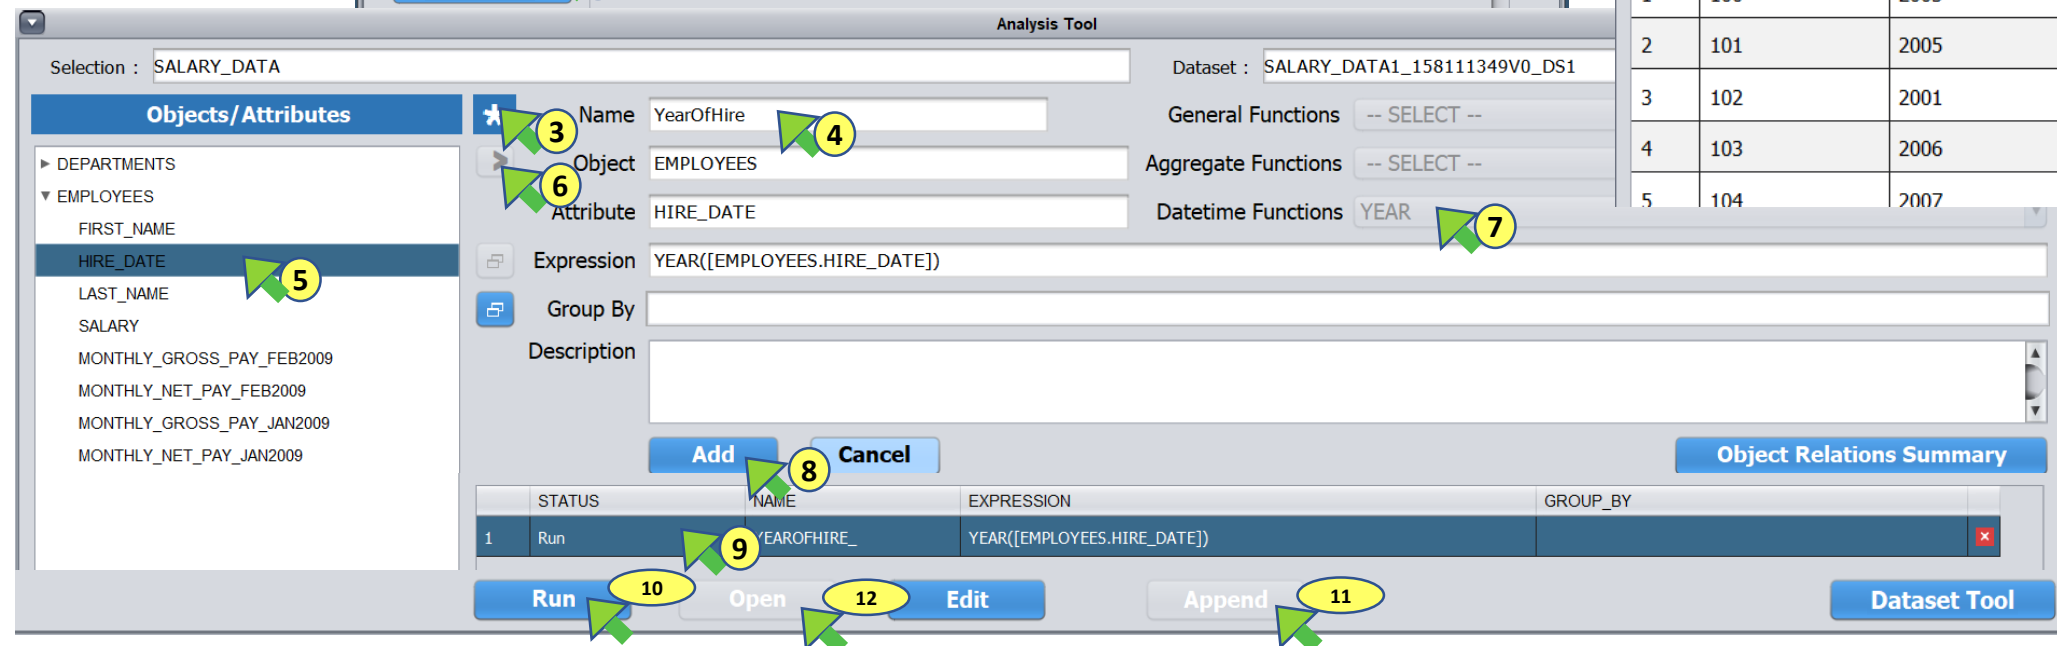 Analysis Tool
Selection : SALARY_DATA
Dataset : SALARY_DATA1_158111349V0_DS1
2 101 2005
3 102 2001
4 103 2006
5 104 2007
Objects/Attributes
DEPARTMENTS
EMPLOYEES
FIRST_NAME
HIRE_DATE
5
LAST_NAME
SALARY
MONTHLY_GROSS_PAY_FEB2009
MONTHLY_NET_PAY_FEB2009
MONTHLY_GROSS_PAY_JAN2009
MONTHLY_NET_PAY_JAN2009
* 3 Name YearOfHire 4
General Functions -- SELECT --
> 6 Object EMPLOYEES
Aggregate Functions -- SELECT --
Attribute HIRE_DATE
Datetime Functions YEAR 7
Expression YEAR([EMPLOYEES.HIRE_DATE])
Group By
Description
Add 8 Cancel
Object Relations Summary
STATUS NAME EXPRESSION GROUP_BY
1 Run 9 YEAROFHIRE_ YEAR([EMPLOYEES.HIRE_DATE])
Run 10 Open 12 Edit Append 11 Dataset Tool